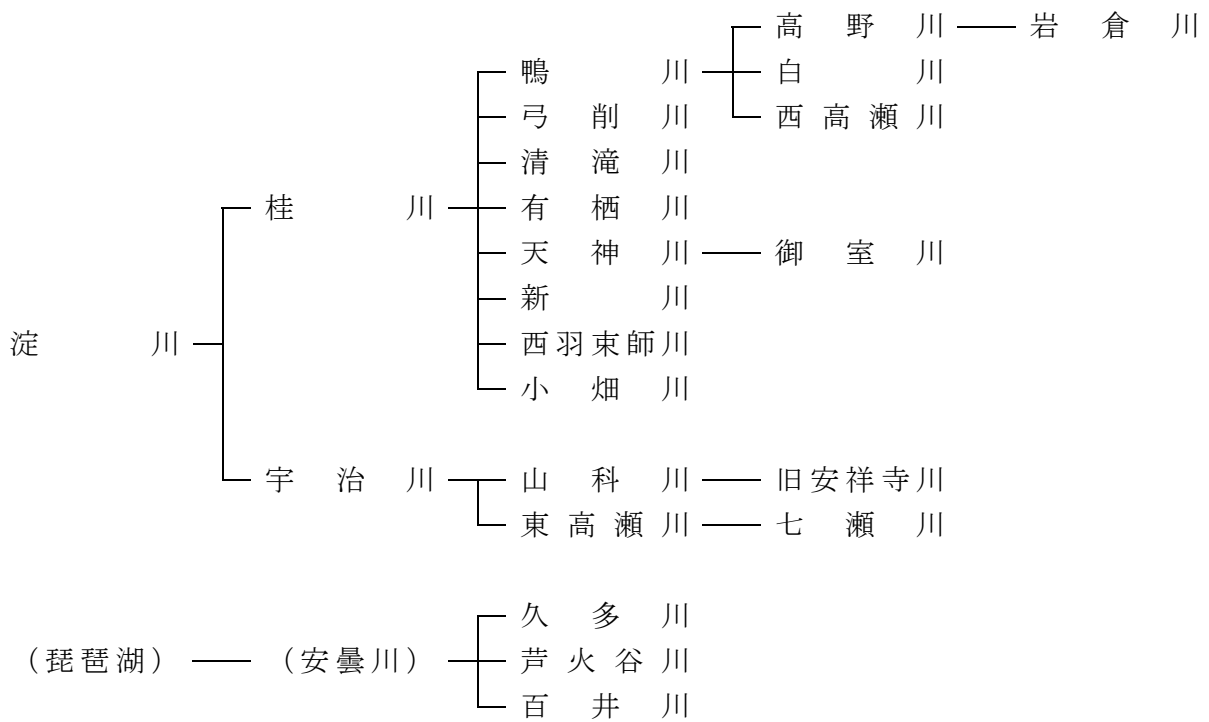 高野川 岩倉川
鴨川 白川
弓削川 西高瀬川
清滝川
桂川 有栖川
天神川 御室川
新川
淀川 西羽束師川
小畑川
宇治川 山科川 旧安祥寺川
東高瀬川 七瀬川
久多川
(琵琶湖) (安曇川) 芦火谷川
百井川